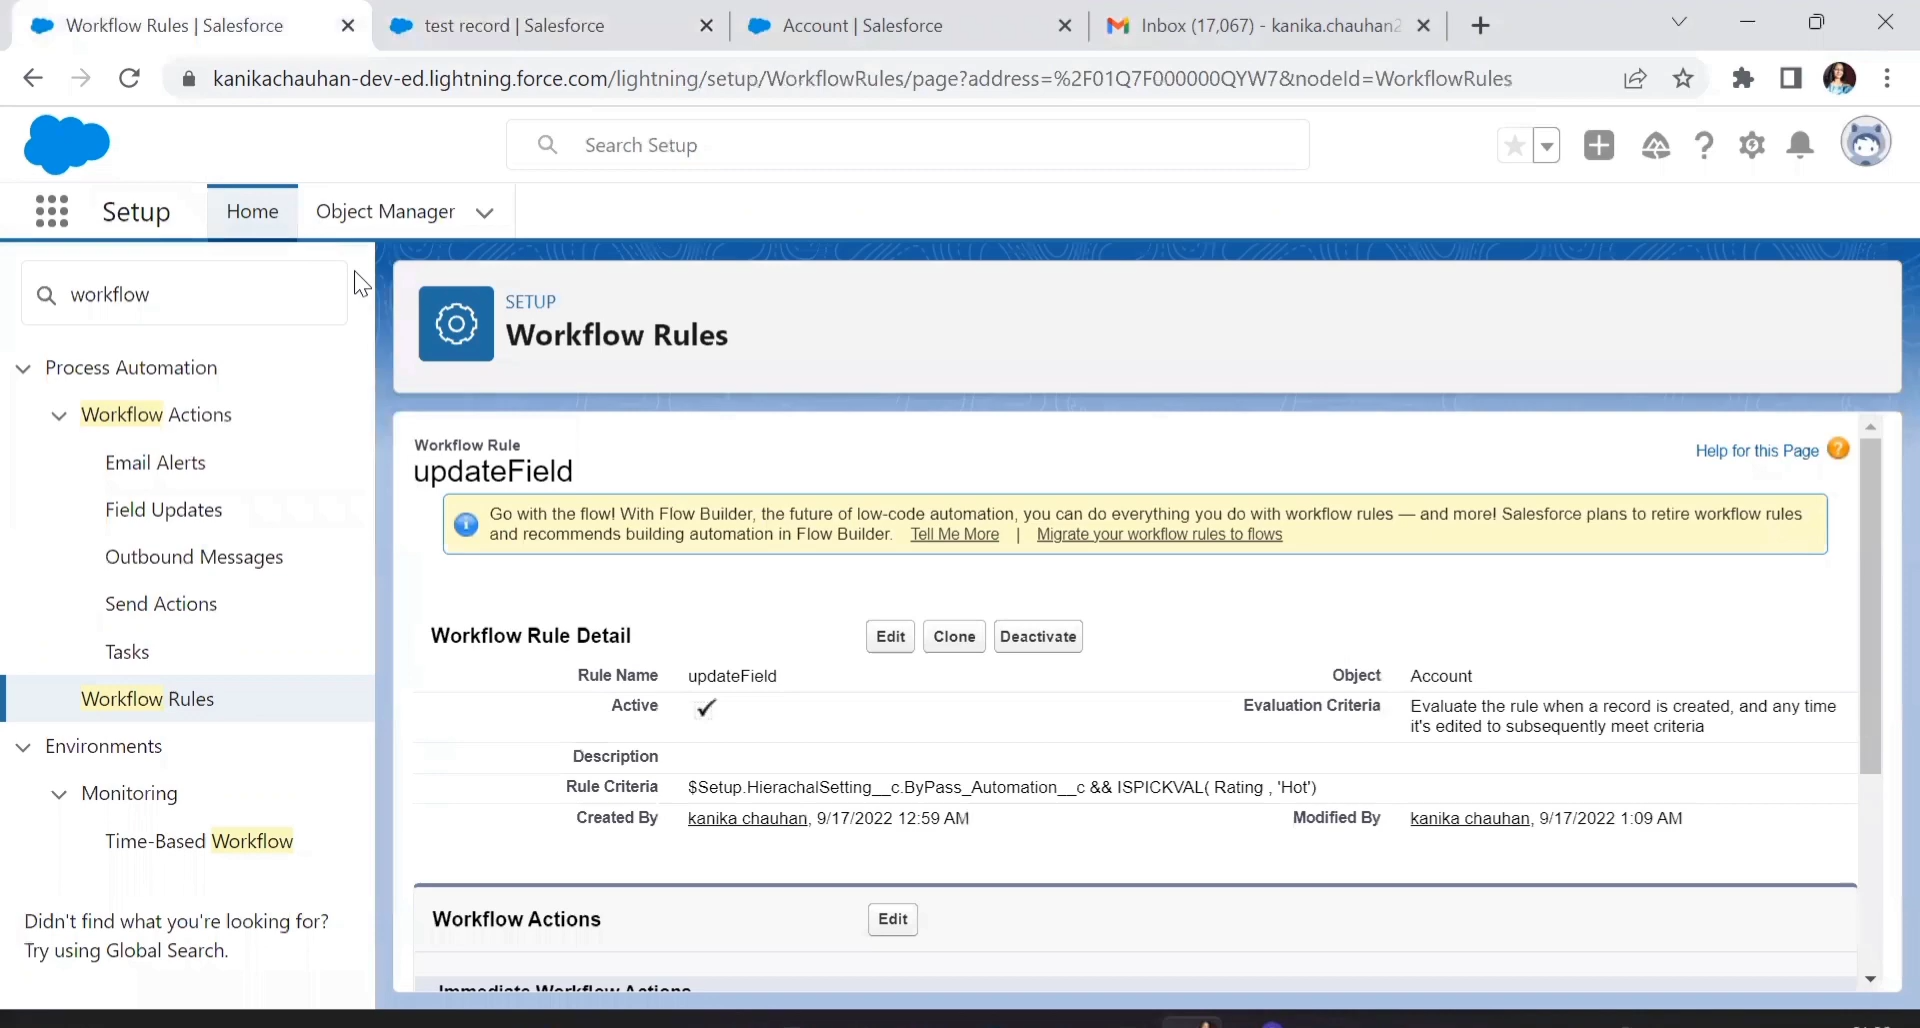 Workflow Rules | Salesforce
test record | Salesforce
Account | Salesforce
Inbox (17,067) - kanika.chauhan2
kanikachauhan-dev-ed.lightning.force.com/lightning/setup/WorkflowRules/page?address=%2F01Q7F000000QYW7&nodeId=WorkflowRules
Search Setup
Setup
Home
Object Manager
workflow
Process Automation
Workflow Actions
Email Alerts
Field Updates
Outbound Messages
Send Actions
Tasks
Workflow Rules
Environments
Monitoring
Time-Based Workflow
Didn't find what you're looking for?
Try using Global Search.
SETUP
Workflow Rules
Workflow Rule
updateField
Help for this Page
Go with the flow! With Flow Builder, the future of low-code automation, you can do everything you do with workflow rules — and more! Salesforce plans to retire workflow rules
and recommends building automation in Flow Builder. Tell Me More | Migrate your workflow rules to flows
Workflow Rule Detail
Edit Clone Deactivate
Rule Name updateField Object Account
Active Evaluation Criteria Evaluate the rule when a record is created, and any time
it's edited to subsequently meet criteria
Description
Rule Criteria $Setup.HierachalSetting__c.ByPass_Automation__c && ISPICKVAL( Rating , 'Hot')
Created By kanika chauhan, 9/17/2022 12:59 AM Modified By kanika chauhan, 9/17/2022 1:09 AM
Workflow Actions Edit
Immediate Workflow Actions